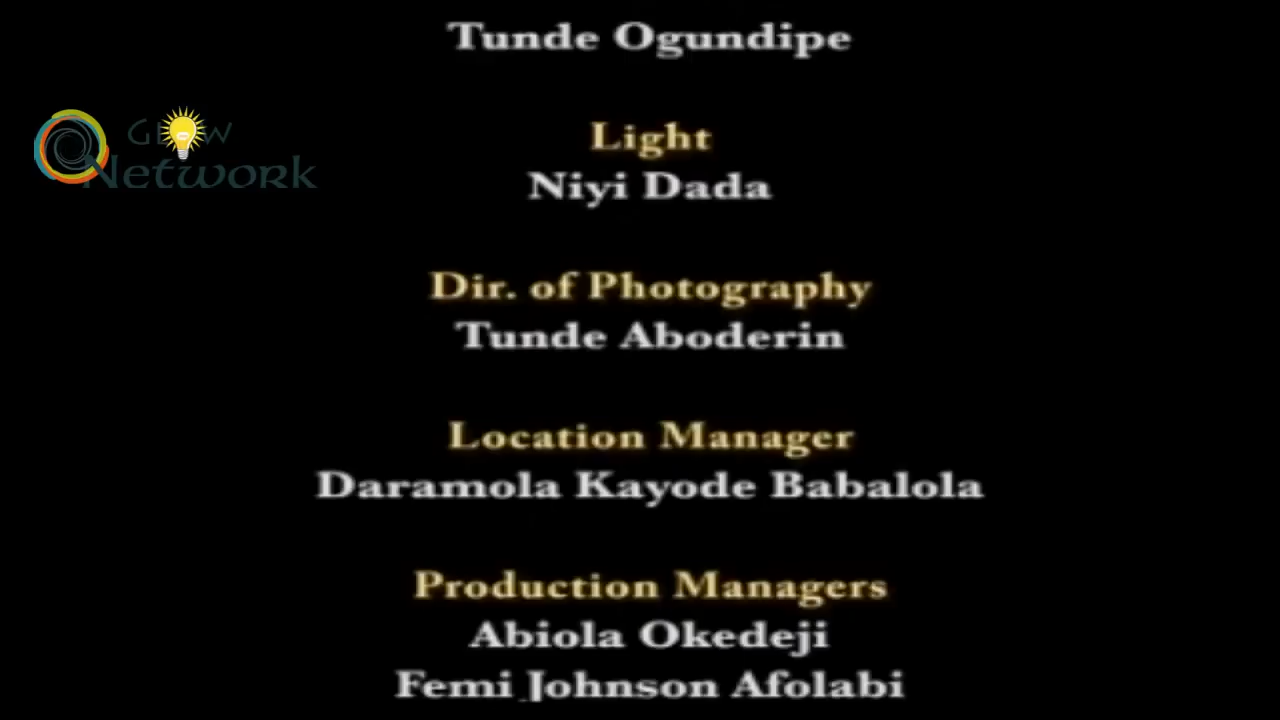 Tunde Ogundipe
Glow
Network
Light
Niyi Dada
Dir. of Photography
Tunde Aboderin
Location Manager
Daramola Kayode Babalola
Production Managers
Abiola Okedeji
Femi Johnson Afolabi